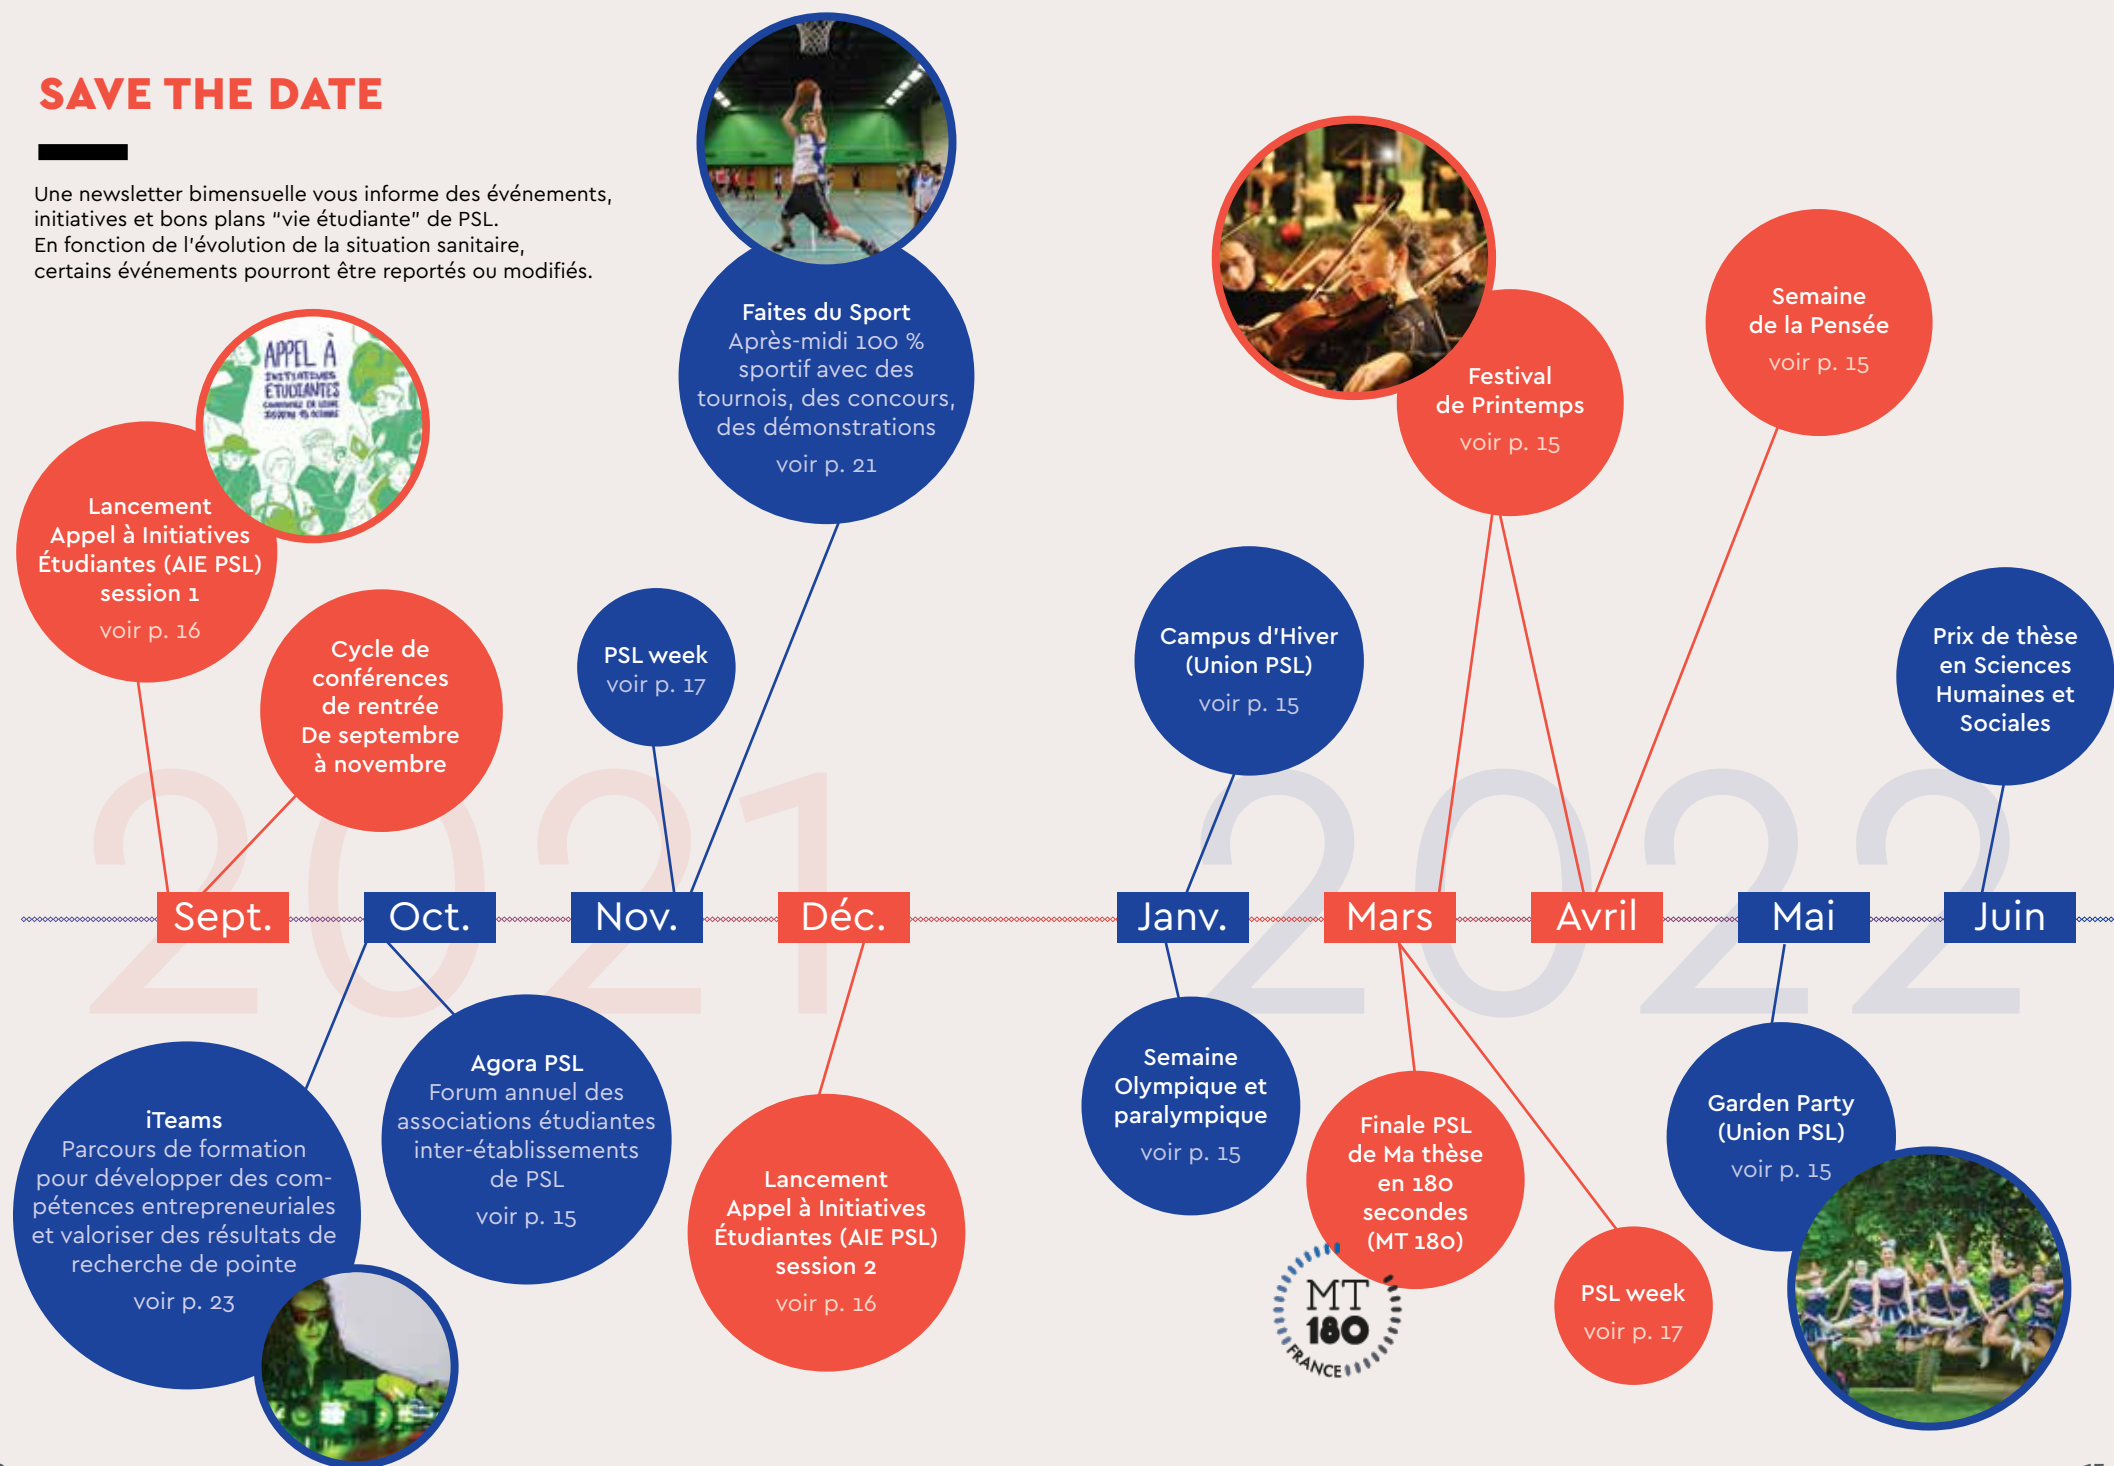 SAVE THE DATE
Une newsletter bimensuelle vous informe des événements,
initiatives et bons plans “vie étudiante” de PSL.
En fonction de l'évolution de la situation sanitaire,
certains événements pourront être reportés ou modifiés.
APPEL À
INITIATIVES
ÉTUDIANTES
Lancement
Appel à Initiatives
Étudiantes (AIE PSL)
session 1
voir p. 16
Cycle de
conférences
de rentrée
De septembre
à novembre
PSL week
voir p. 17
Faites du Sport
Après-midi 100 %
sportif avec des
tournois, des concours,
des démonstrations
voir p. 21
Campus d'Hiver
(Union PSL)
voir p. 15
Festival
de Printemps
voir p. 15
Semaine
de la Pensée
voir p. 15
Prix de thèse
en Sciences
Humaines et
Sociales
2021
2022
Sept.
Oct.
Nov.
Déc.
Janv.
Mars
Avril
Mai
Juin
iTeams
Parcours de formation
pour développer des com-
pétences entrepreneuriales
et valoriser des résultats de
recherche de pointe
voir p. 23
Agora PSL
Forum annuel des
associations étudiantes
inter-établissements
de PSL
voir p. 15
Lancement
Appel à Initiatives
Étudiantes (AIE PSL)
session 2
voir p. 16
Semaine
Olympique et
paralympique
voir p. 15
Finale PSL
de Ma thèse
en 180
secondes
(MT 180)
MT
180
FRANCE
PSL week
voir p. 17
Garden Party
(Union PSL)
voir p. 15